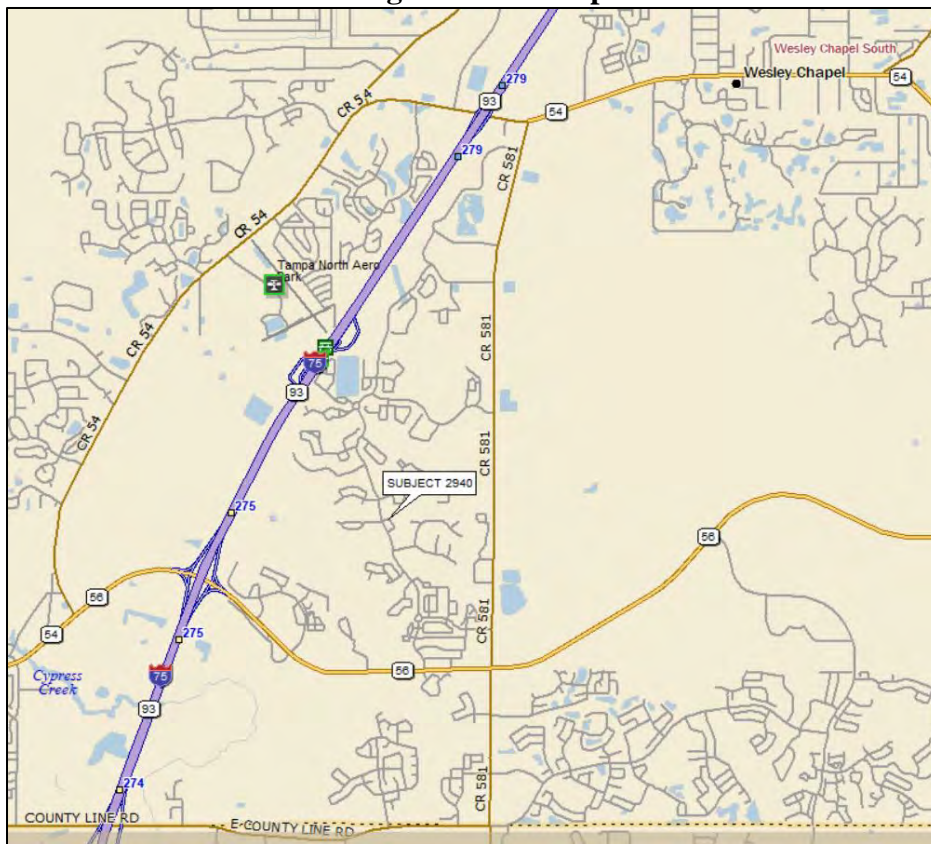 Wesley Chapel South
Wesley Chapel
279
93
54
54
CR 54
279
CR 581
CR 54
Tampa North Aero
Park
CR 54
CR 581
75
93
CR 54
CR 581
SUBJECT 2940
275
56
56
54
275
CR 581
56
Cypress
Creek
75
93
274
CR 581
COUNTY LINE RD
E COUNTY LINE RD